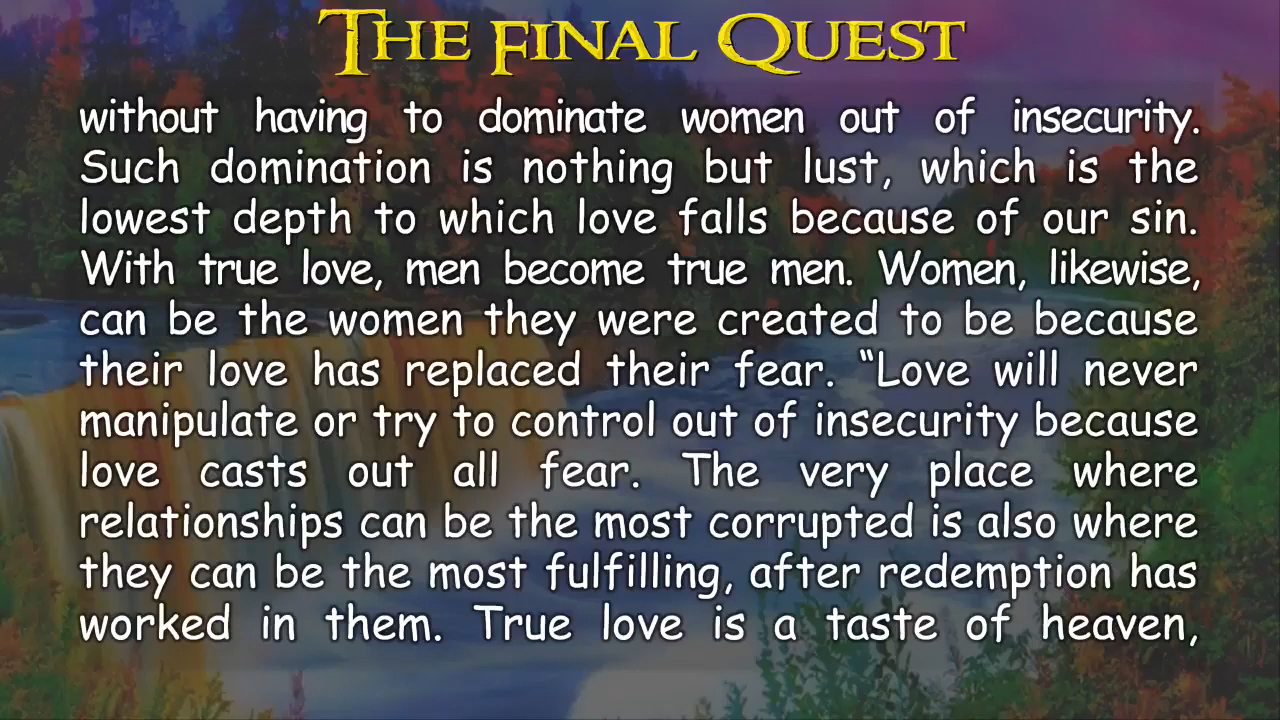 The Final Quest
without having to dominate women out of insecurity.
Such domination is nothing but lust, which is the
lowest depth to which love falls because of our sin.
With true love, men become true men. Women, likewise,
can be the women they were created to be because
their love has replaced their fear. “Love will never
manipulate or try to control out of insecurity because
love casts out all fear. The very place where
relationships can be the most corrupted is also where
they can be the most fulfilling, after redemption has
worked in them. True love is a taste of heaven,